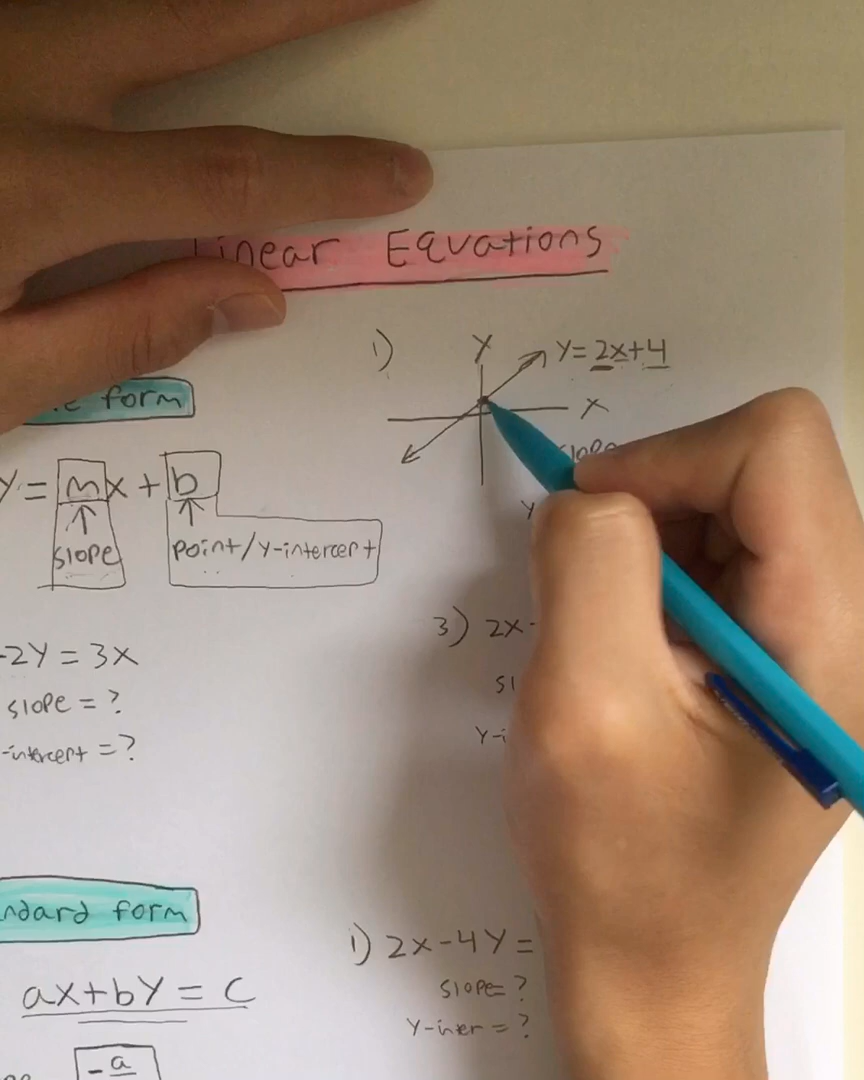 Linear Equations
form
1)
Y
Y= 2x+4
X
Y = mx + b
slope
point/y-intercept
slope
3) 2x-
-2Y = 3x
slope = ?
-intercept = ?
form
1) 2x-4Y =
ax+by = C
slope= ?
Y-inter = ?
-a